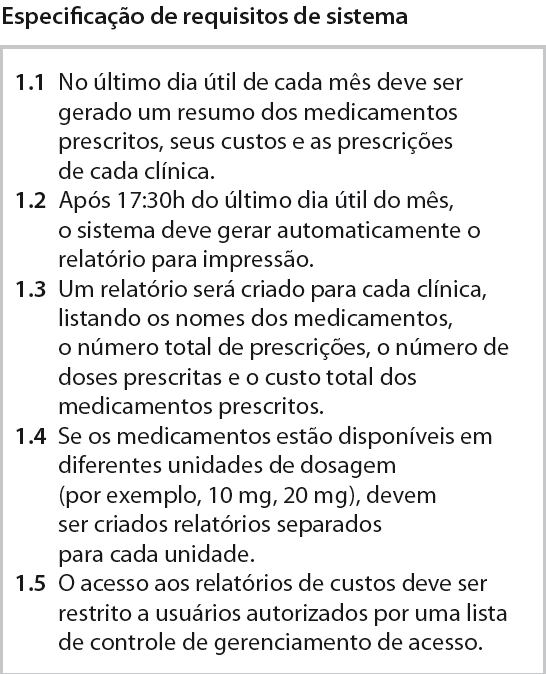 Especificação de requisitos de sistema
1.1 No último dia útil de cada mês deve ser
gerado um resumo dos medicamentos
prescritos, seus custos e as prescrições
de cada clínica.
1.2 Após 17:30h do último dia útil do mês,
o sistema deve gerar automaticamente o
relatório para impressão.
1.3 Um relatório será criado para cada clínica,
listando os nomes dos medicamentos,
o número total de prescrições, o número de
doses prescritas e o custo total dos
medicamentos prescritos.
1.4 Se os medicamentos estão disponíveis em
diferentes unidades de dosagem
(por exemplo, 10 mg, 20 mg), devem
ser criados relatórios separados
para cada unidade.
1.5 O acesso aos relatórios de custos deve ser
restrito a usuários autorizados por uma lista
de controle de gerenciamento de acesso.